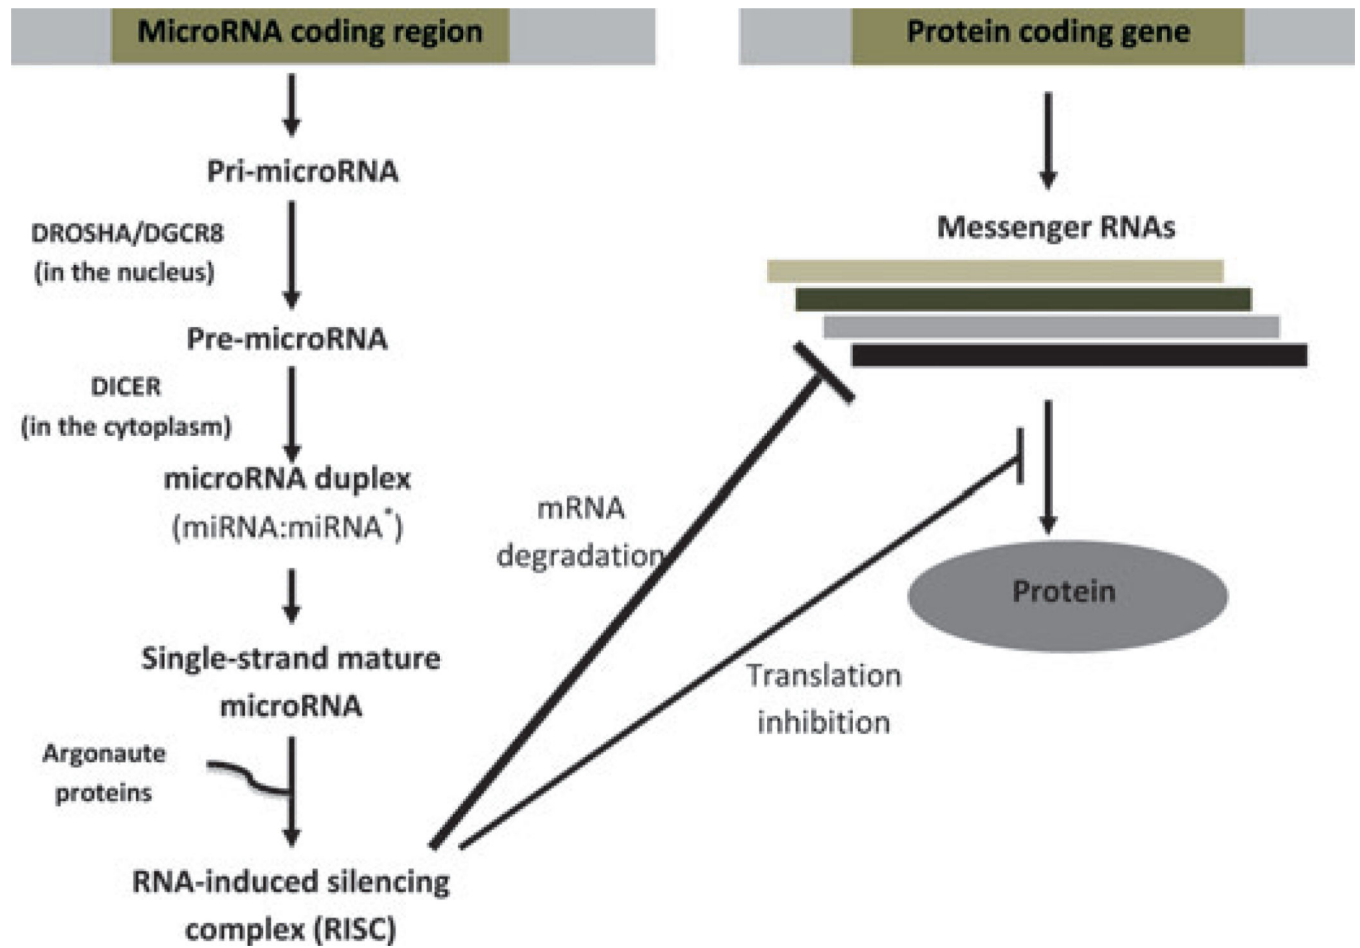 MicroRNA coding region
Pri-microRNA
DROSHA/DGCR8
(in the nucleus)
Pre-microRNA
DICER
(in the cytoplasm)
microRNA duplex
(miRNA:miRNA*)
Single-strand mature
microRNA
Argonaute
proteins
RNA-induced silencing
complex (RISC)
mRNA
degradation
Translation
inhibition
Protein coding gene
Messenger RNAs
Protein